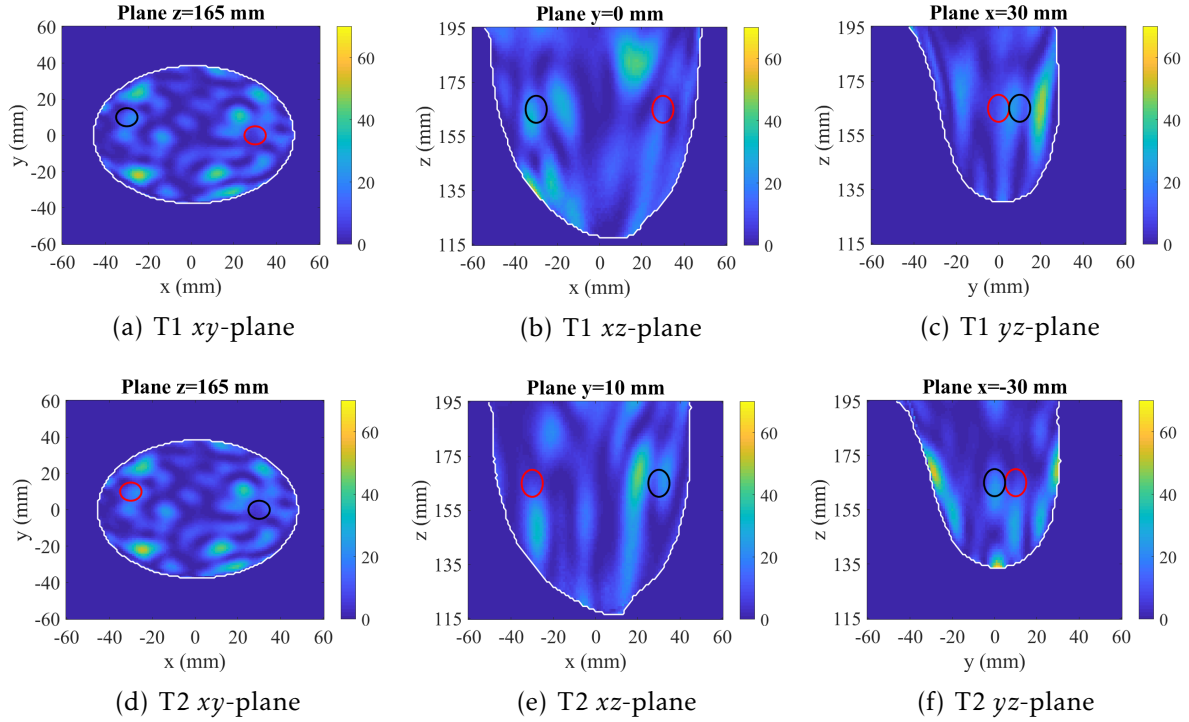 Plane z=165 mm
60
40
20
0
-20
-40
-60
y (mm)
-60 -40 -20 0 20 40 60
x (mm)
60
40
20
0
(a) T1 xy-plane
Plane y=0 mm
195
175
155
135
115
z (mm)
-60 -40 -20 0 20 40 60
x (mm)
60
40
20
0
(b) T1 xz-plane
Plane x=30 mm
195
175
155
135
115
z (mm)
-60 -40 -20 0 20 40 60
y (mm)
60
40
20
0
(c) T1 yz-plane
Plane z=165 mm
60
40
20
0
-20
-40
-60
y (mm)
-60 -40 -20 0 20 40 60
x (mm)
60
40
20
0
(d) T2 xy-plane
Plane y=10 mm
195
175
155
135
115
z (mm)
-60 -40 -20 0 20 40 60
x (mm)
60
40
20
0
(e) T2 xz-plane
Plane x=-30 mm
195
175
155
135
115
z (mm)
-60 -40 -20 0 20 40 60
y (mm)
60
40
20
0
(f) T2 yz-plane